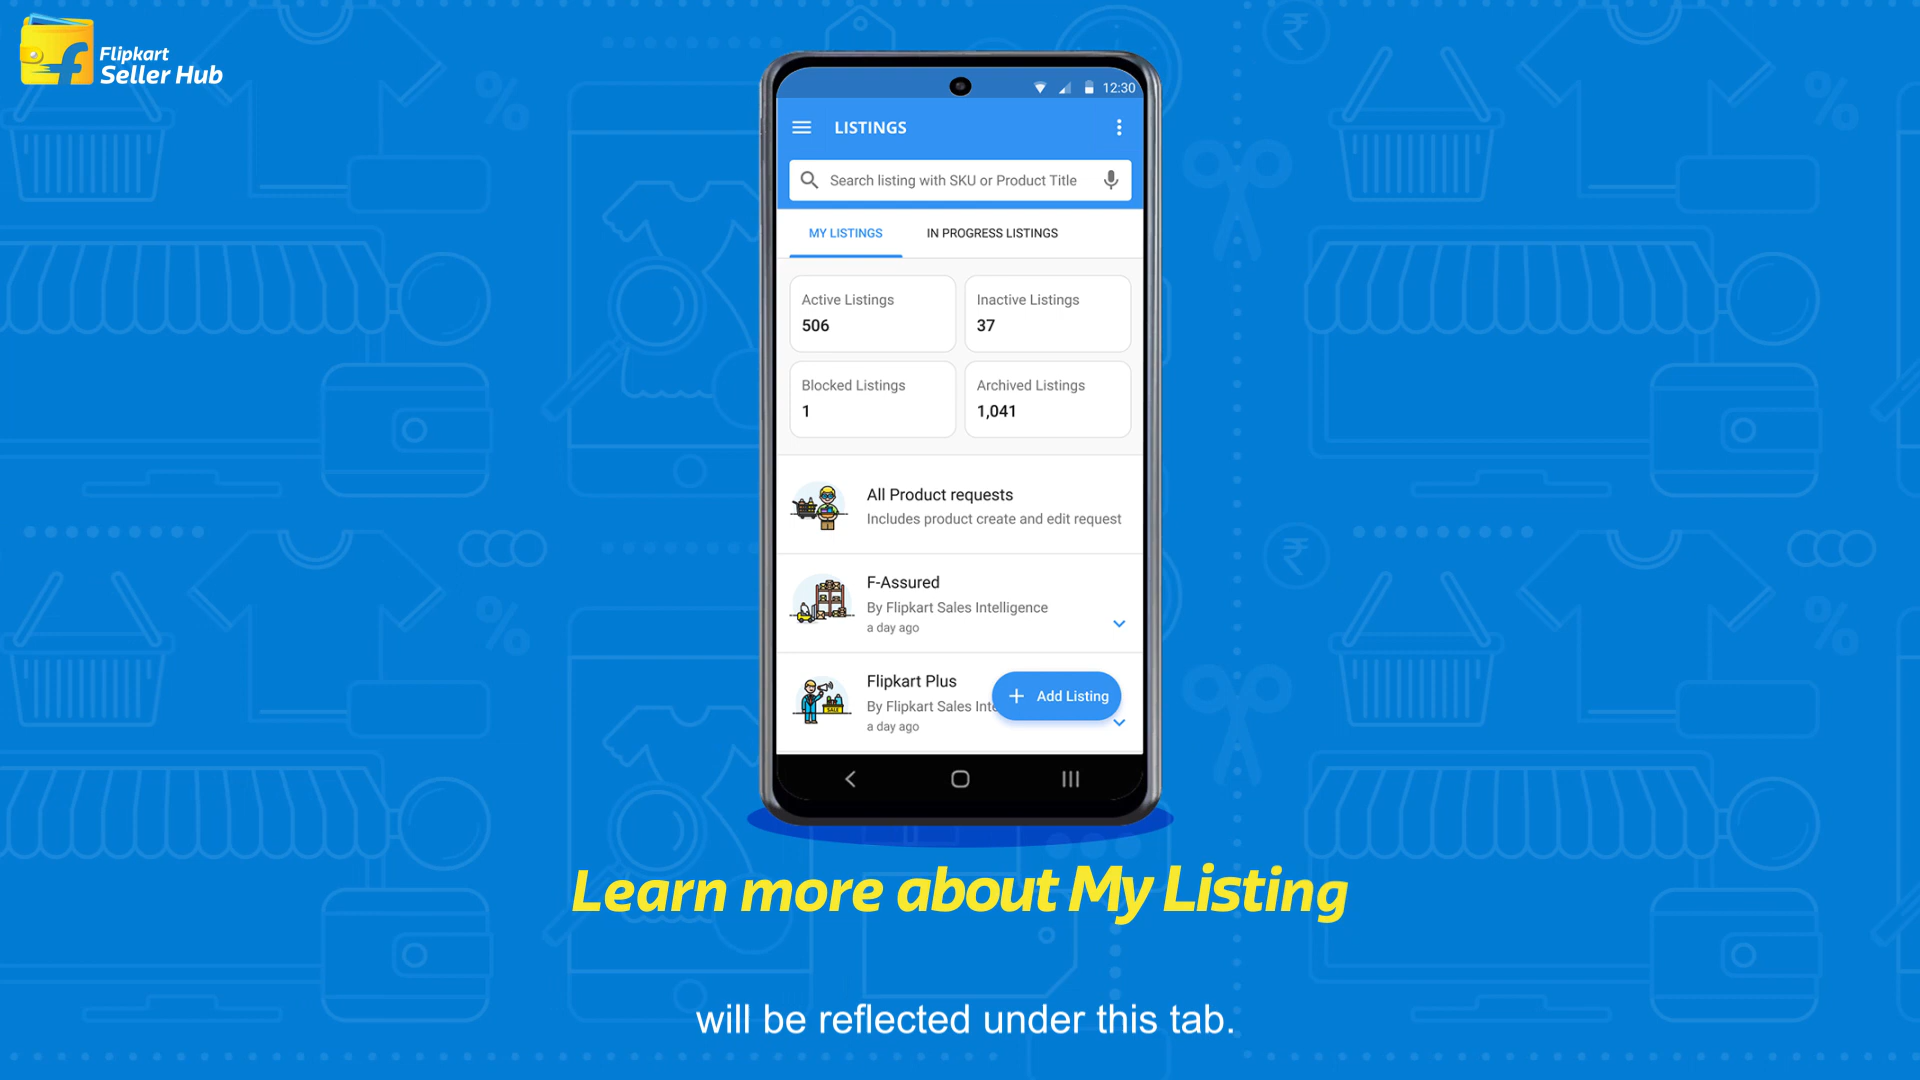 Flipkart
Seller Hub
12:30
LISTINGS
Search listing with SKU or Product Title
MY LISTINGS
IN PROGRESS LISTINGS
Active Listings
506
Inactive Listings
37
Blocked Listings
1
Archived Listings
1,041
All Product requests
Includes product create and edit request
F-Assured
By Flipkart Sales Intelligence
a day ago
Flipkart Plus
By Flipkart Sales Inte
a day ago
SALE
+ Add Listing
Learn more about My Listing
will be reflected under this tab.